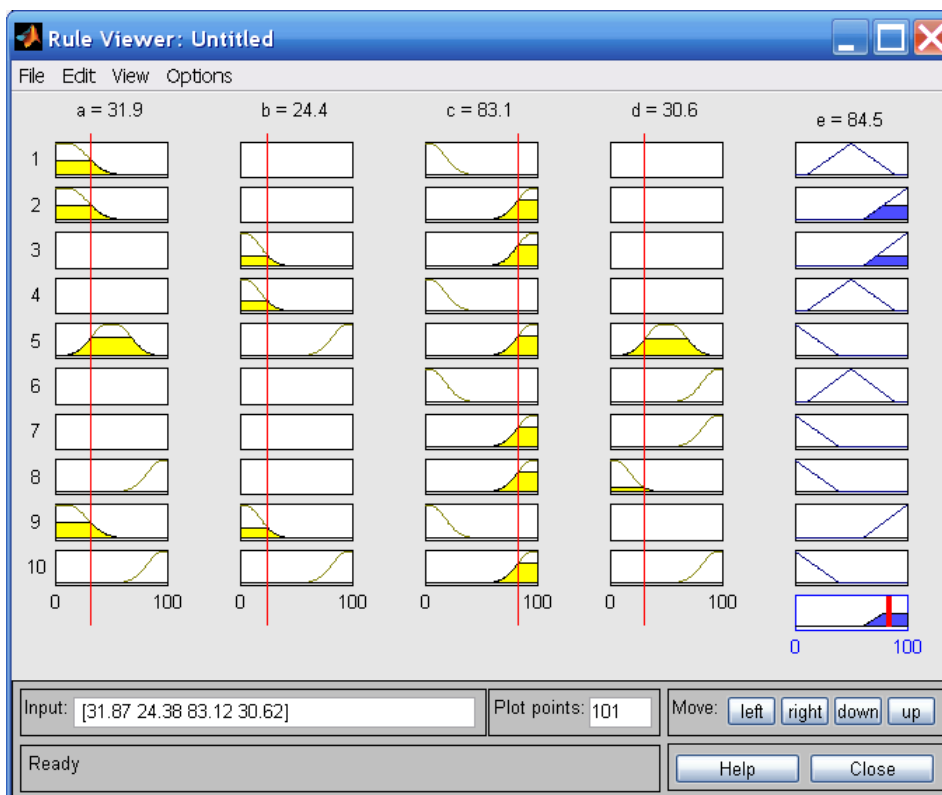 Rule Viewer: Untitled
File Edit View Options
a = 31.9 b = 24.4 c = 83.1 d = 30.6 e = 84.5
1
2
3
4
5
6
7
8
9
10
0 100 0 100 0 100 0 100
0 100
Input: [31.87 24.38 83.12 30.62] Plot points: 101 Move: left right down up
Ready Help Close